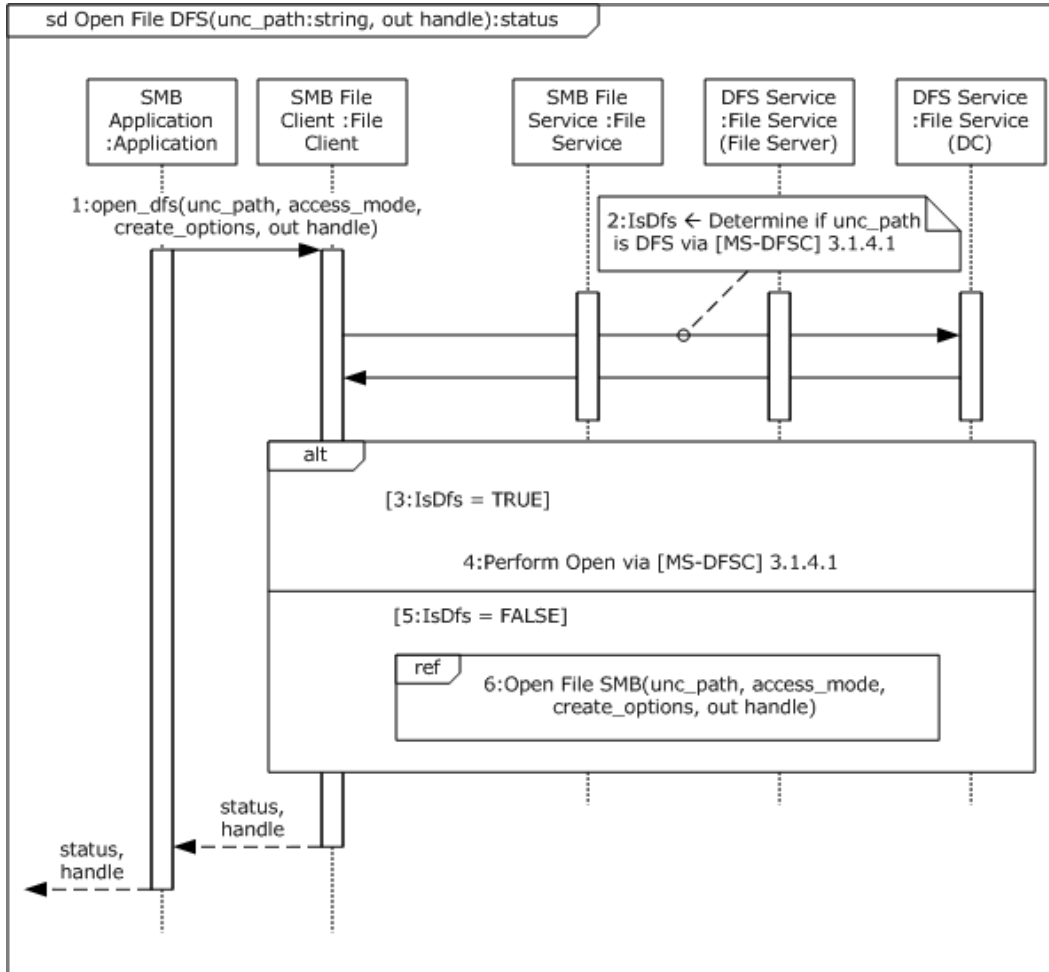 sd Open File DFS(unc_path:string, out handle):status
SMB
Application
:Application
SMB File
Client :File
Client
SMB File
Service :File
Service
DFS Service
:File Service
(File Server)
DFS Service
:File Service
(DC)
1:open_dfs(unc_path, access_mode,
create_options, out handle)
2:IsDfs ← Determine if unc_path
is DFS via [MS-DFSC] 3.1.4.1
alt
[3:IsDfs = TRUE]
4:Perform Open via [MS-DFSC] 3.1.4.1
[5:IsDfs = FALSE]
ref
6:Open File SMB(unc_path, access_mode,
create_options, out handle)
status,
handle
status,
handle